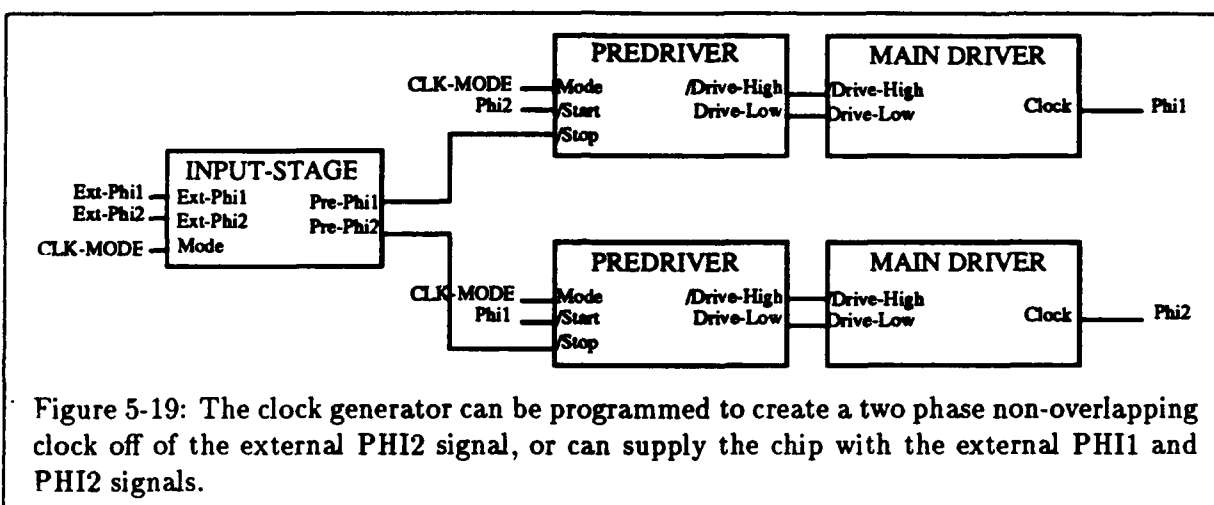 PREDRIVER
MAIN DRIVER
CLK-MODE
Mode
/Drive-High
/Drive-High
Phi2
/Start
Drive-Low
Drive-Low
Clock
Phi1
/Stop
INPUT-STAGE
Ext-Phi1
Ext-Phi1
Pre-Phi1
Ext-Phi2
Ext-Phi2
Pre-Phi2
CLK-MODE
Mode
PREDRIVER
MAIN DRIVER
CLK-MODE
Mode
/Drive-High
/Drive-High
Phi1
/Start
Drive-Low
Drive-Low
Clock
Phi2
/Stop
Figure 5-19: The clock generator can be programmed to create a two phase non-overlapping
clock off of the external PHI2 signal, or can supply the chip with the external PHI1 and
PHI2 signals.